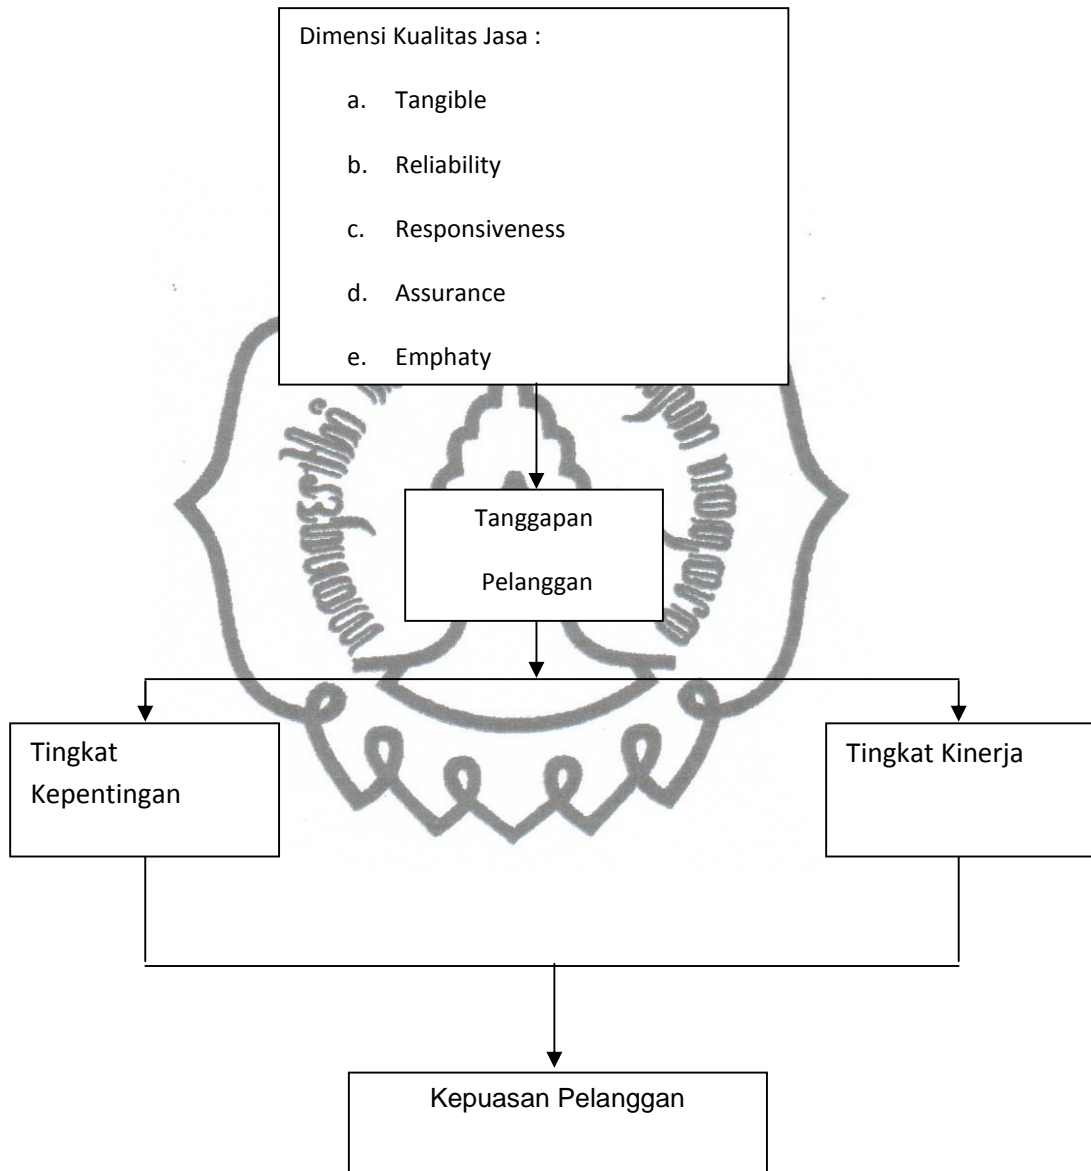 Dimensi Kualitas Jasa :
a. Tangible
b. Reliability
c. Responsiveness
d. Assurance
e. Emphaty
Tanggapan
Pelanggan
Tingkat
Kepentingan
Tingkat Kinerja
Kepuasan Pelanggan